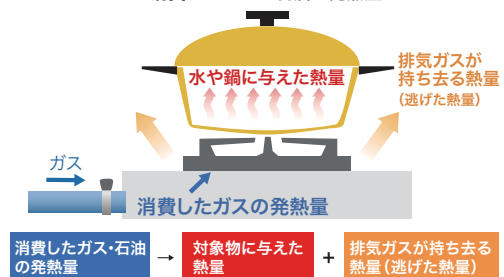 水や鍋に与えた熱量
排気ガスが
持ち去る熱量
(逃げた熱量)
ガス
消費したガスの発熱量
消費したガス・石油
の発熱量
→
対象物に与えた
熱量
+
排気ガスが持ち去る
熱量(逃げた熱量)